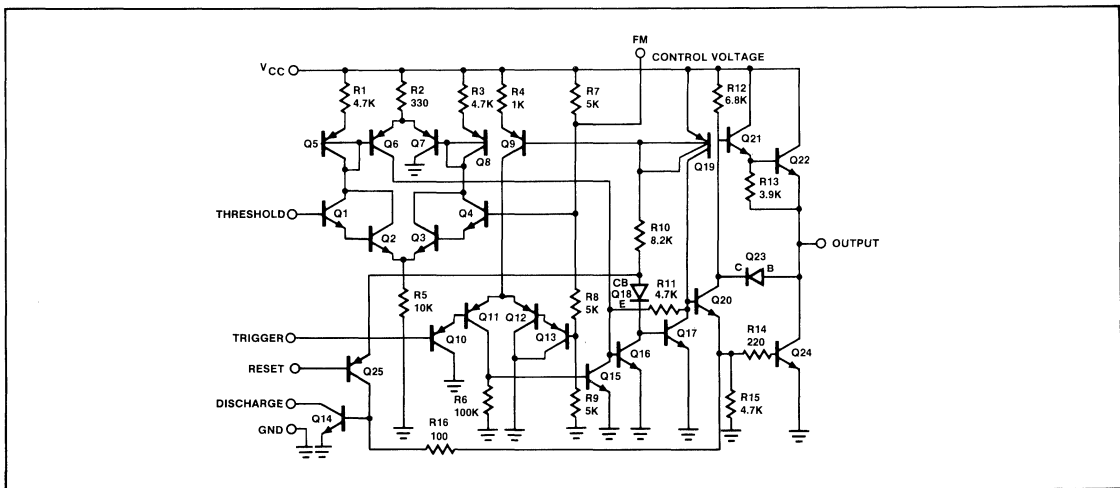 FM
CONTROL VOLTAGE
VCC
R1
4.7K
R2
330
R3
4.7K
R4
1K
R7
5K
R12
6.8K
Q5
Q6
Q7
Q8
Q9
Q19
Q21
Q22
R13
3.9K
THRESHOLD
Q1
Q2
Q3
Q4
R10
8.2K
OUTPUT
Q23
C
B
R5
10K
R8
5K
CB
Q18
E
R11
4.7K
Q20
TRIGGER
Q10
Q11
Q12
Q13
Q17
RESET
Q25
Q15
Q16
R14
220
Q24
DISCHARGE
Q14
R6
100K
R9
5K
R15
4.7K
GND
R16
100